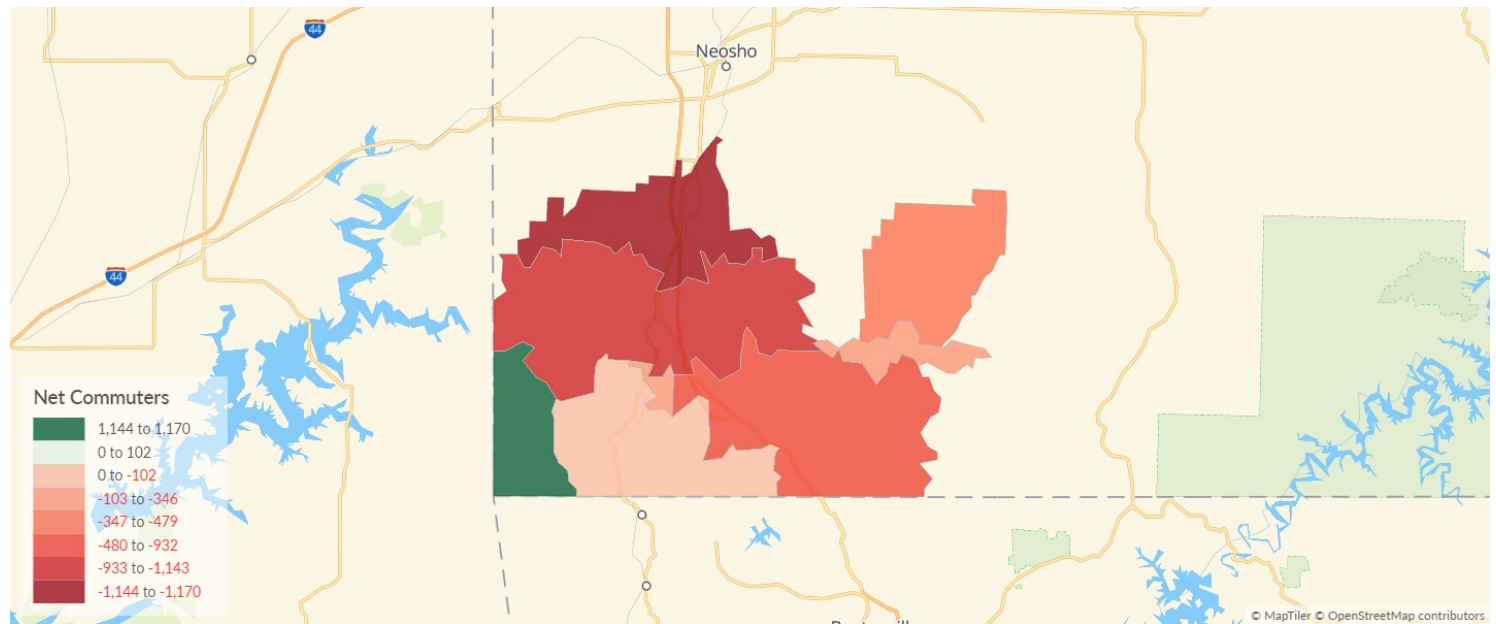 44
Neosho
44
Net Commuters
1,144 to 1,170
0 to 102
0 to -102
-103 to -346
-347 to -479
-480 to -932
-933 to -1,143
-1,144 to -1,170
© MapTiler © OpenStreetMap contributors